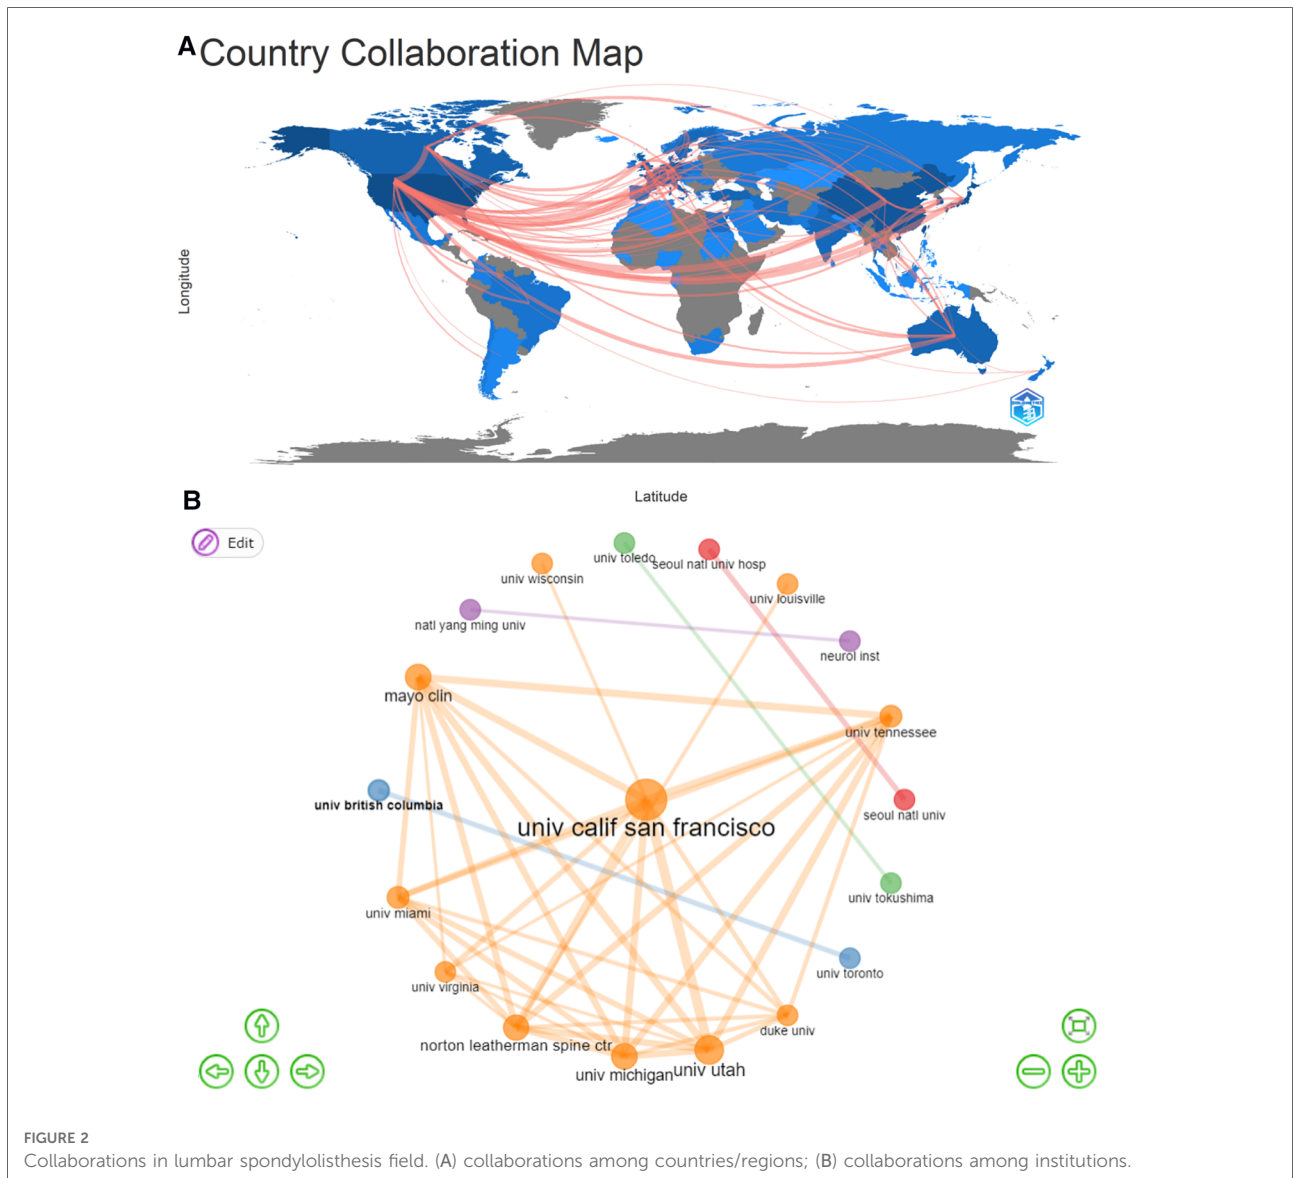 A Country Collaboration Map
Longitude
Latitude
B
Edit
univ toledo
seoul natl univ hosp
univ wisconsin
univ louisville
natl yang ming univ
neurol inst
mayo clin
univ tennessee
univ british columbia
univ calif san francisco
seoul natl univ
univ tokushima
univ miami
univ toronto
univ virginia
duke univ
norton leatherman spine ctr
univ michigan
univ utah
FIGURE 2
Collaborations in lumbar spondylolisthesis field. (A) collaborations among countries/regions; (B) collaborations among institutions.